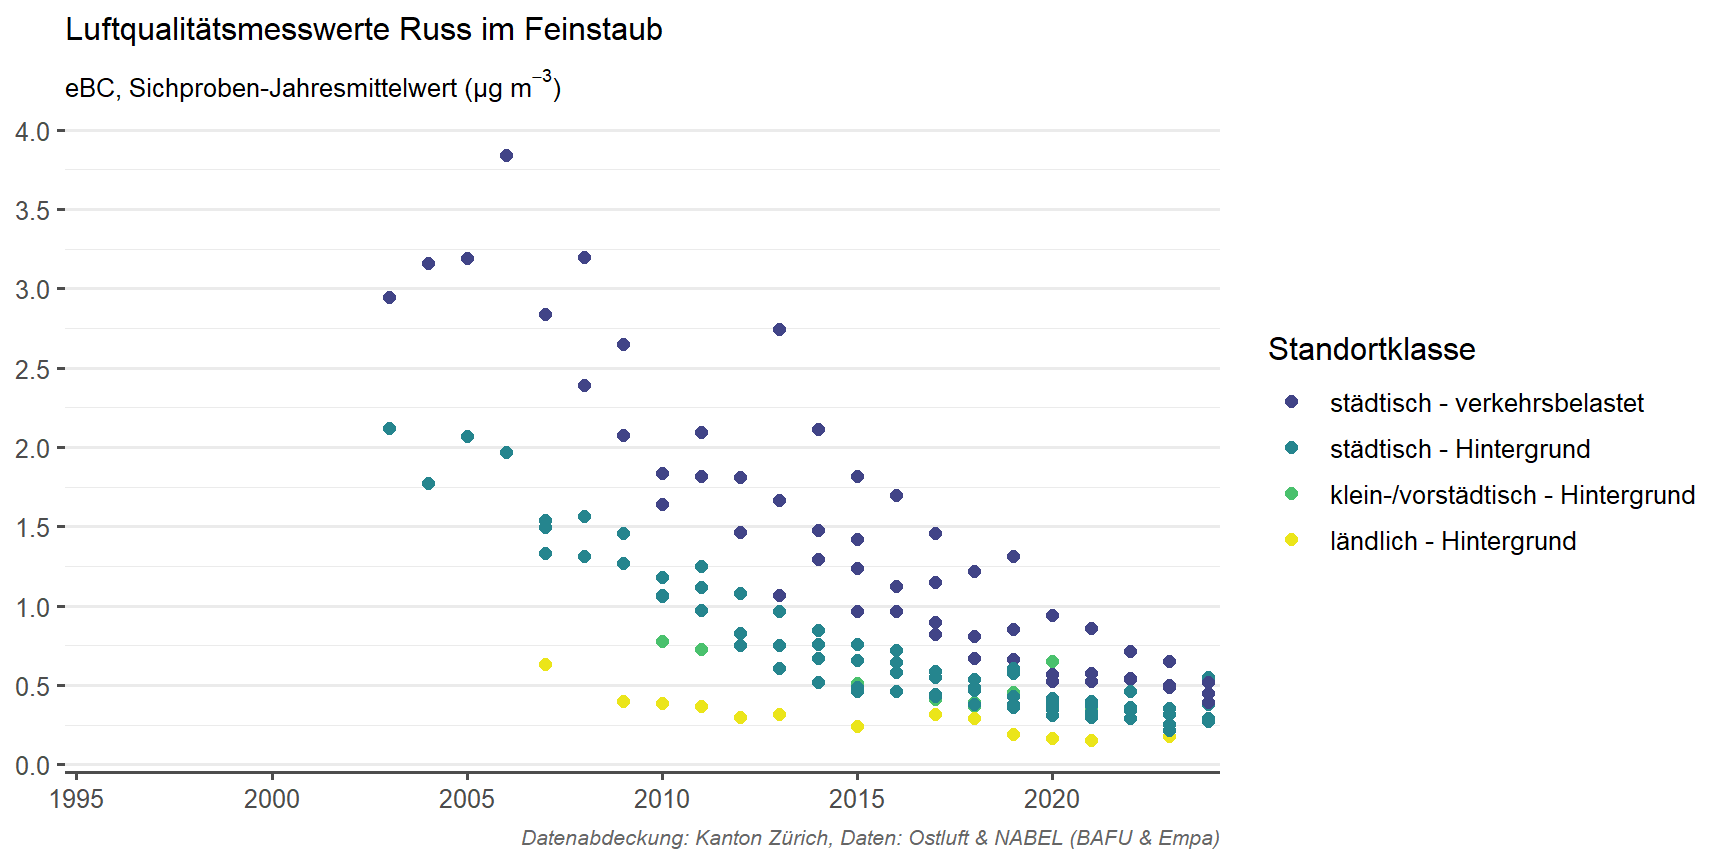 Luftqualitätsmesswerte Russ im Feinstaub
eBC, Sichproben-Jahresmittelwert (µg m⁻³)
4.0
3.5
3.0
2.5
2.0
1.5
1.0
0.5
0.0
1995 2000 2005 2010 2015 2020
Datenabdeckung: Kanton Zürich, Daten: Ostluft & NABEL (BAFU & Empa)
Standortklasse
städtisch - verkehrsbelastet
städtisch - Hintergrund
klein-/vorstädtisch - Hintergrund
ländlich - Hintergrund